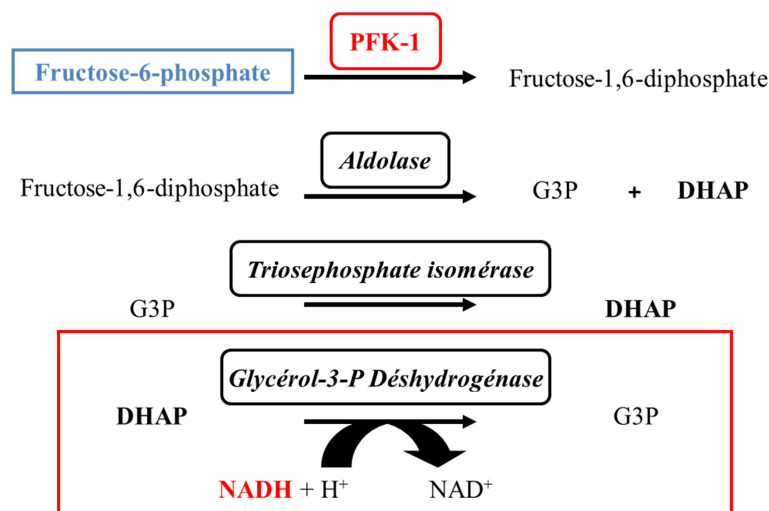 PFK-1
Fructose-6-phosphate
Fructose-1,6-diphosphate
Aldolase
Fructose-1,6-diphosphate
G3P + DHAP
Triosephosphate isomérase
G3P
DHAP
Glycérol-3-P Déshydrogénase
DHAP
G3P
NADH + H⁺
NAD⁺